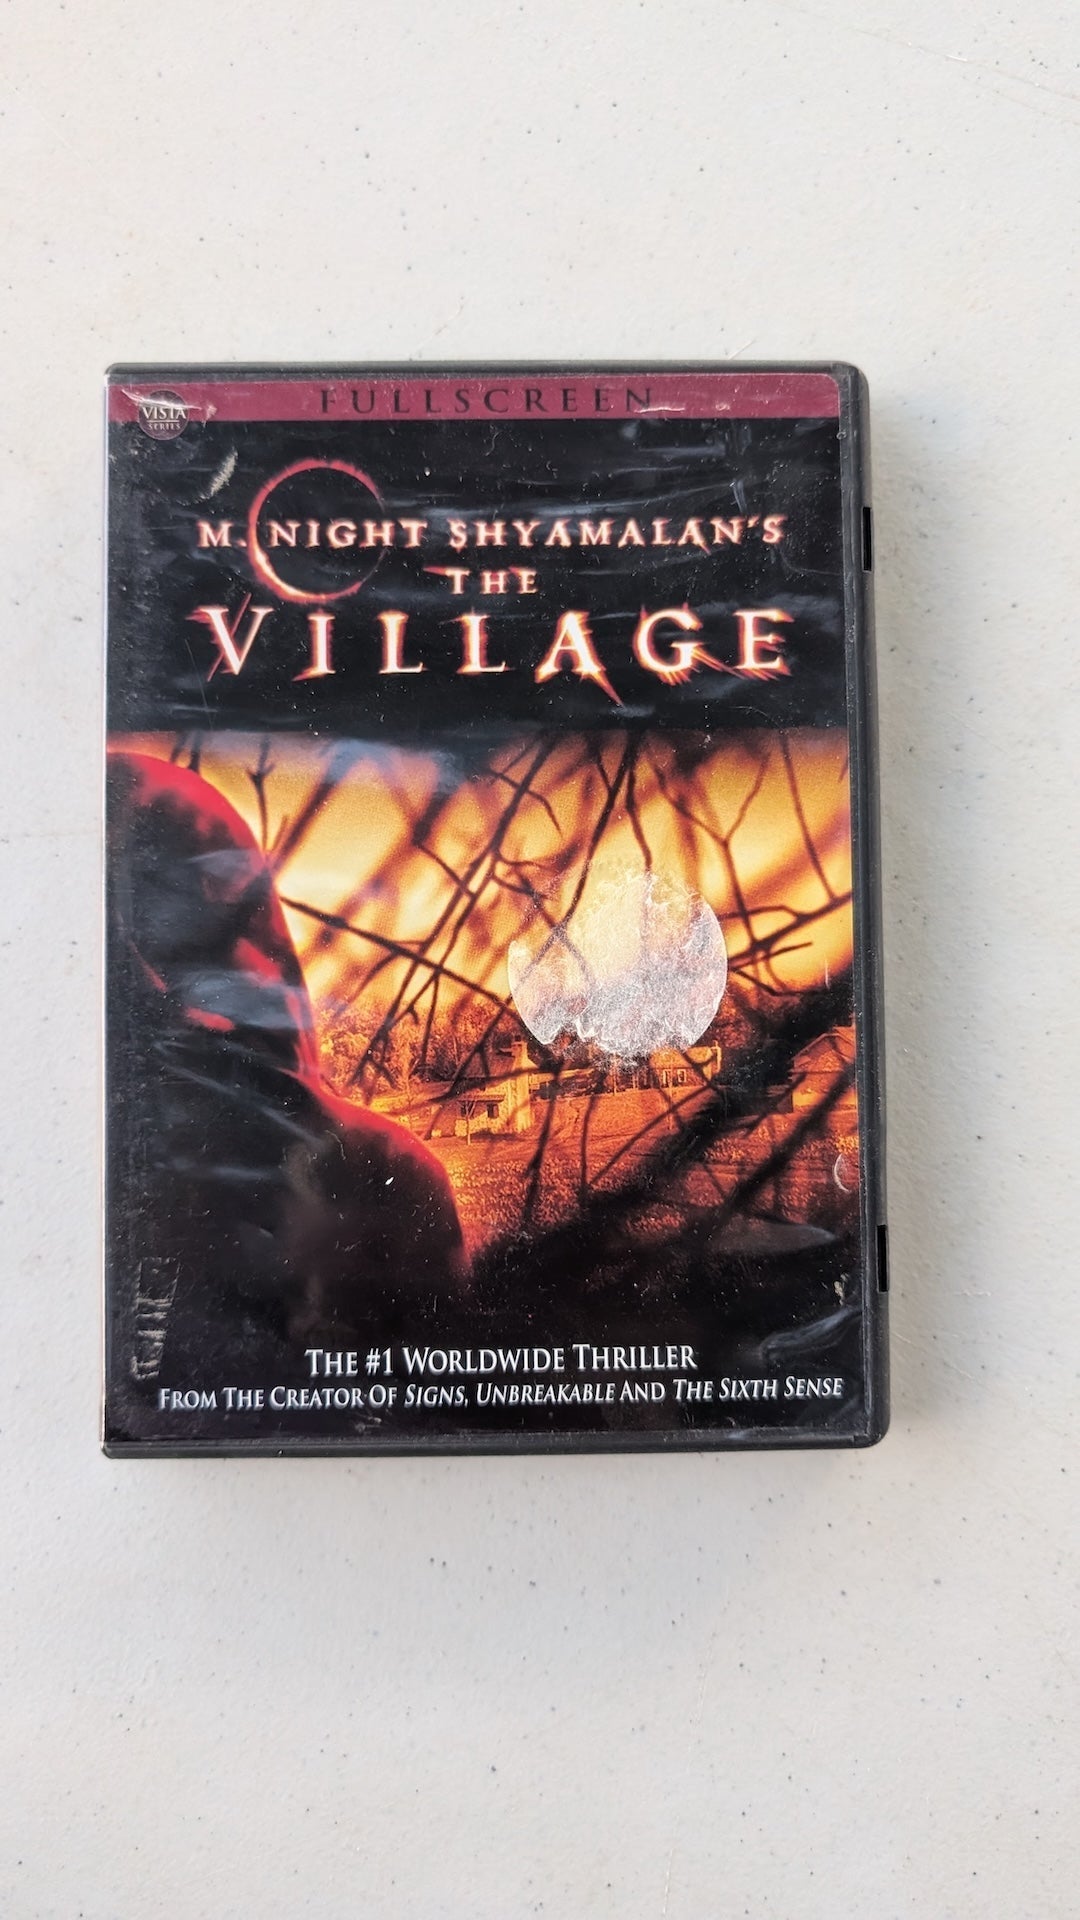 FULLSCREEN
VISTA
SERIES
M. NIGHT SHYAMALAN'S
THE
VILLAGE
THE #1 WORLDWIDE THRILLER
FROM THE CREATOR OF SIGNS, UNBREAKABLE AND THE SIXTH SENSE